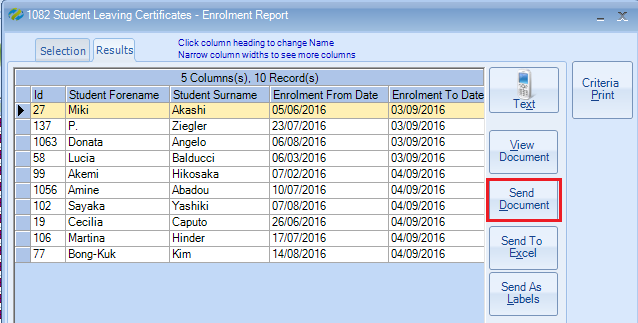 1082 Student Leaving Certificates - Enrolment Report
Selection
Results
Click column heading to change Name
Narrow column widths to see more columns
5 Columns(s), 10 Record(s)
Id Student Forename Student Surname Enrolment From Date Enrolment To Date
27 Miki Akashi 05/06/2016 03/09/2016
137 P. Ziegler 23/07/2016 03/09/2016
1063 Donata Angelo 06/08/2016 03/09/2016
58 Lucia Balducci 06/03/2016 03/09/2016
99 Akemi Hikosaka 07/02/2016 04/09/2016
1056 Amine Abadou 10/07/2016 04/09/2016
102 Sayaka Yashiki 07/08/2016 04/09/2016
19 Cecilia Caputo 26/06/2016 04/09/2016
106 Martina Hinder 17/07/2016 04/09/2016
77 Bong-Kuk Kim 14/08/2016 04/09/2016
Text
View
Document
Send
Document
Send To
Excel
Send As
Labels
Criteria
Print